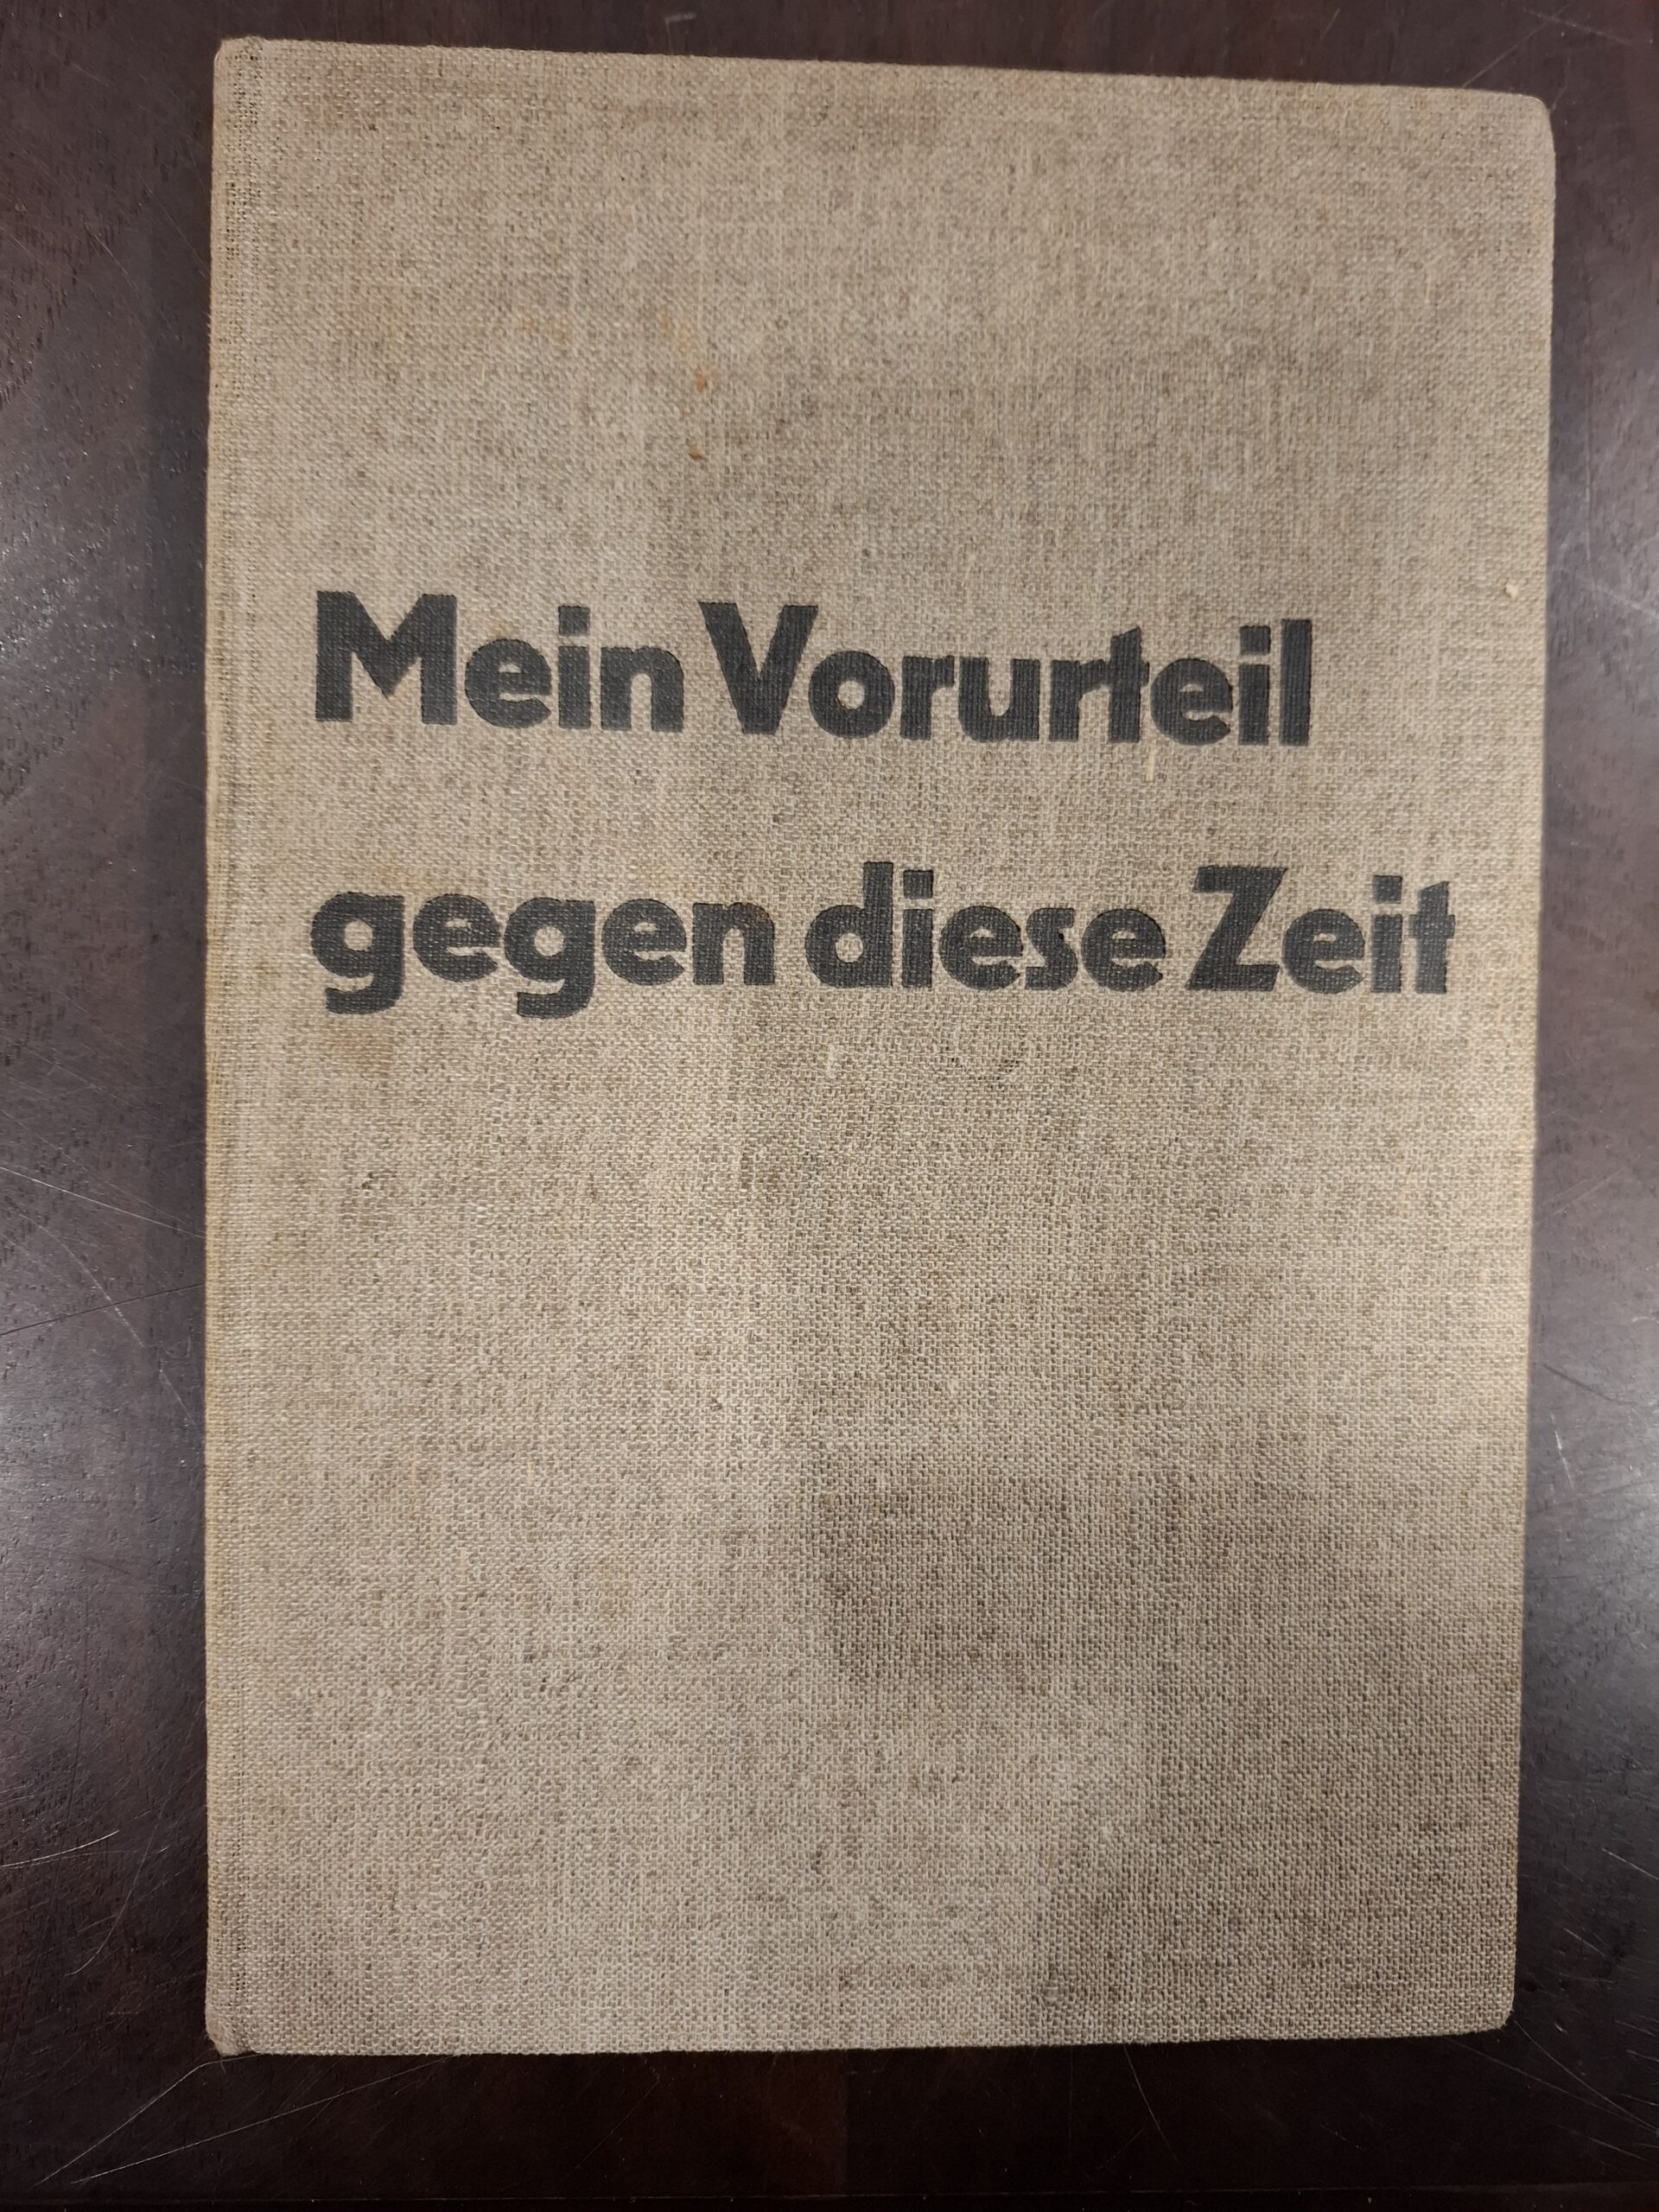 Mein Vorurteil
gegen diese Zeit